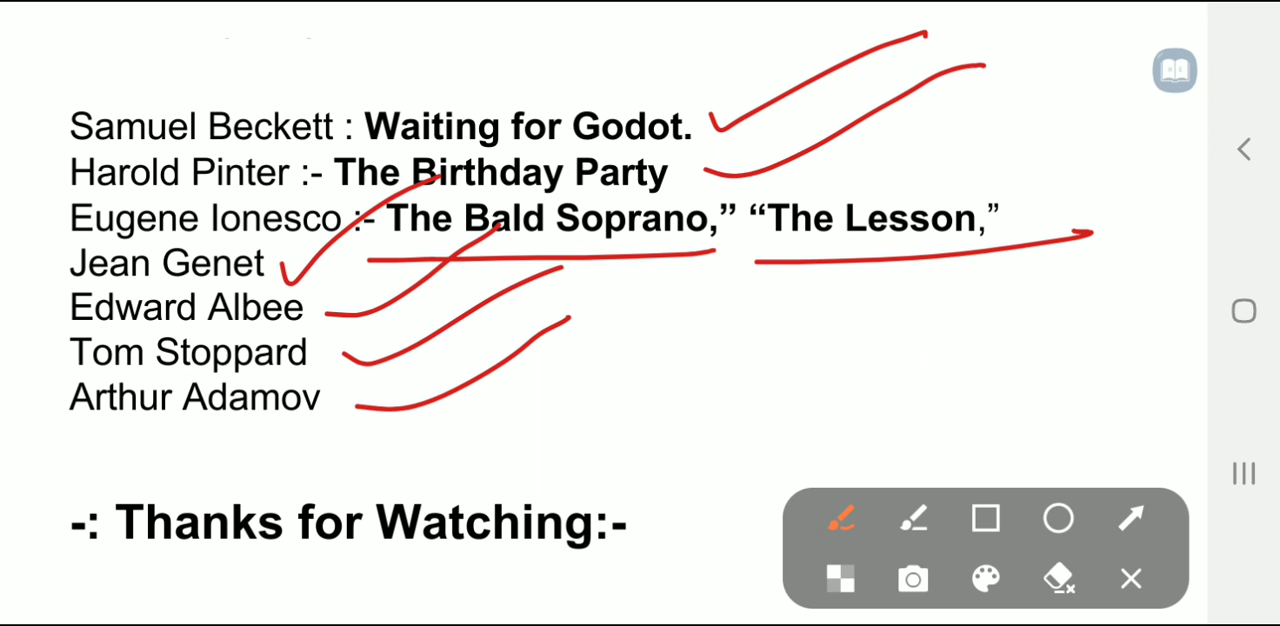 Samuel Beckett : Waiting for Godot.
Harold Pinter :- The Birthday Party
Eugene Ionesco :- The Bald Soprano,” “The Lesson,”
Jean Genet
Edward Albee
Tom Stoppard
Arthur Adamov
-: Thanks for Watching:-